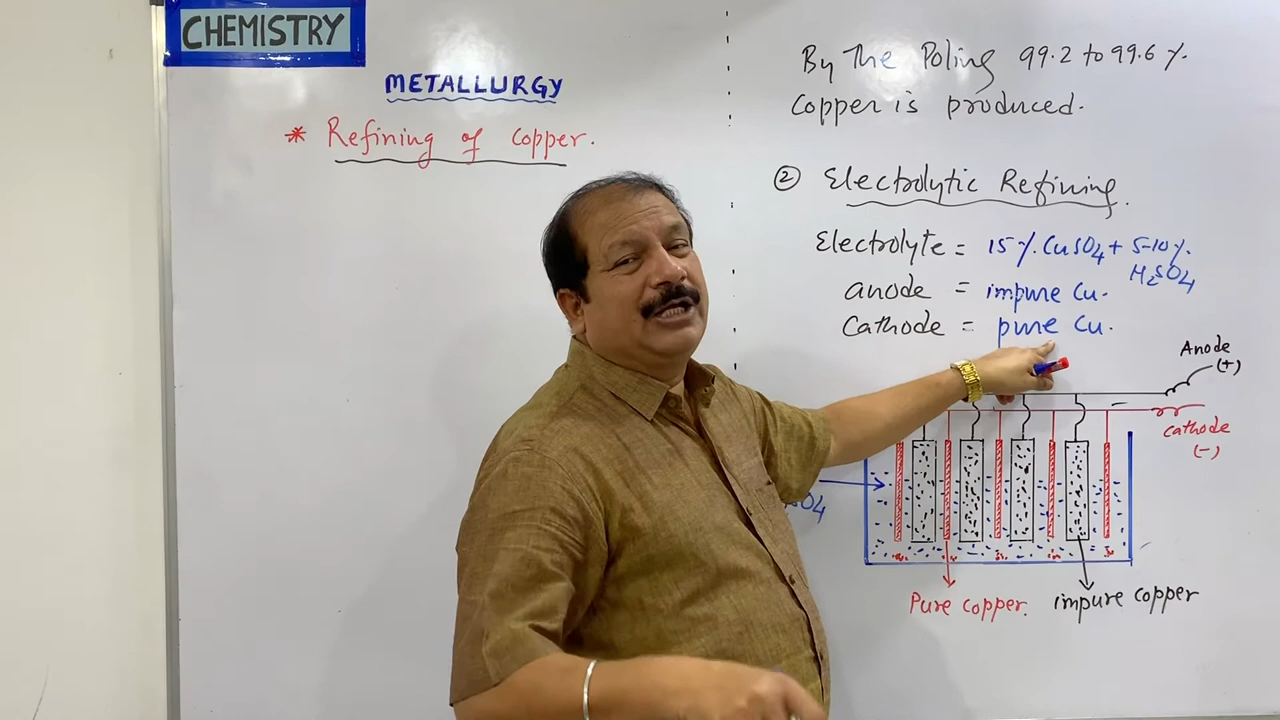 CHEMISTRY
METALLURGY
* Refining of copper.
By The Poling 99.2 to 99.6 %.
Copper is produced.
② Electrolytic Refining.
Electrolyte = 15 %. CuSO4 + 5-10 %. H2SO4
anode = impure Cu.
Cathode = pure Cu.
Anode
(+)
Cathode
(-)
Pure copper.
impure copper